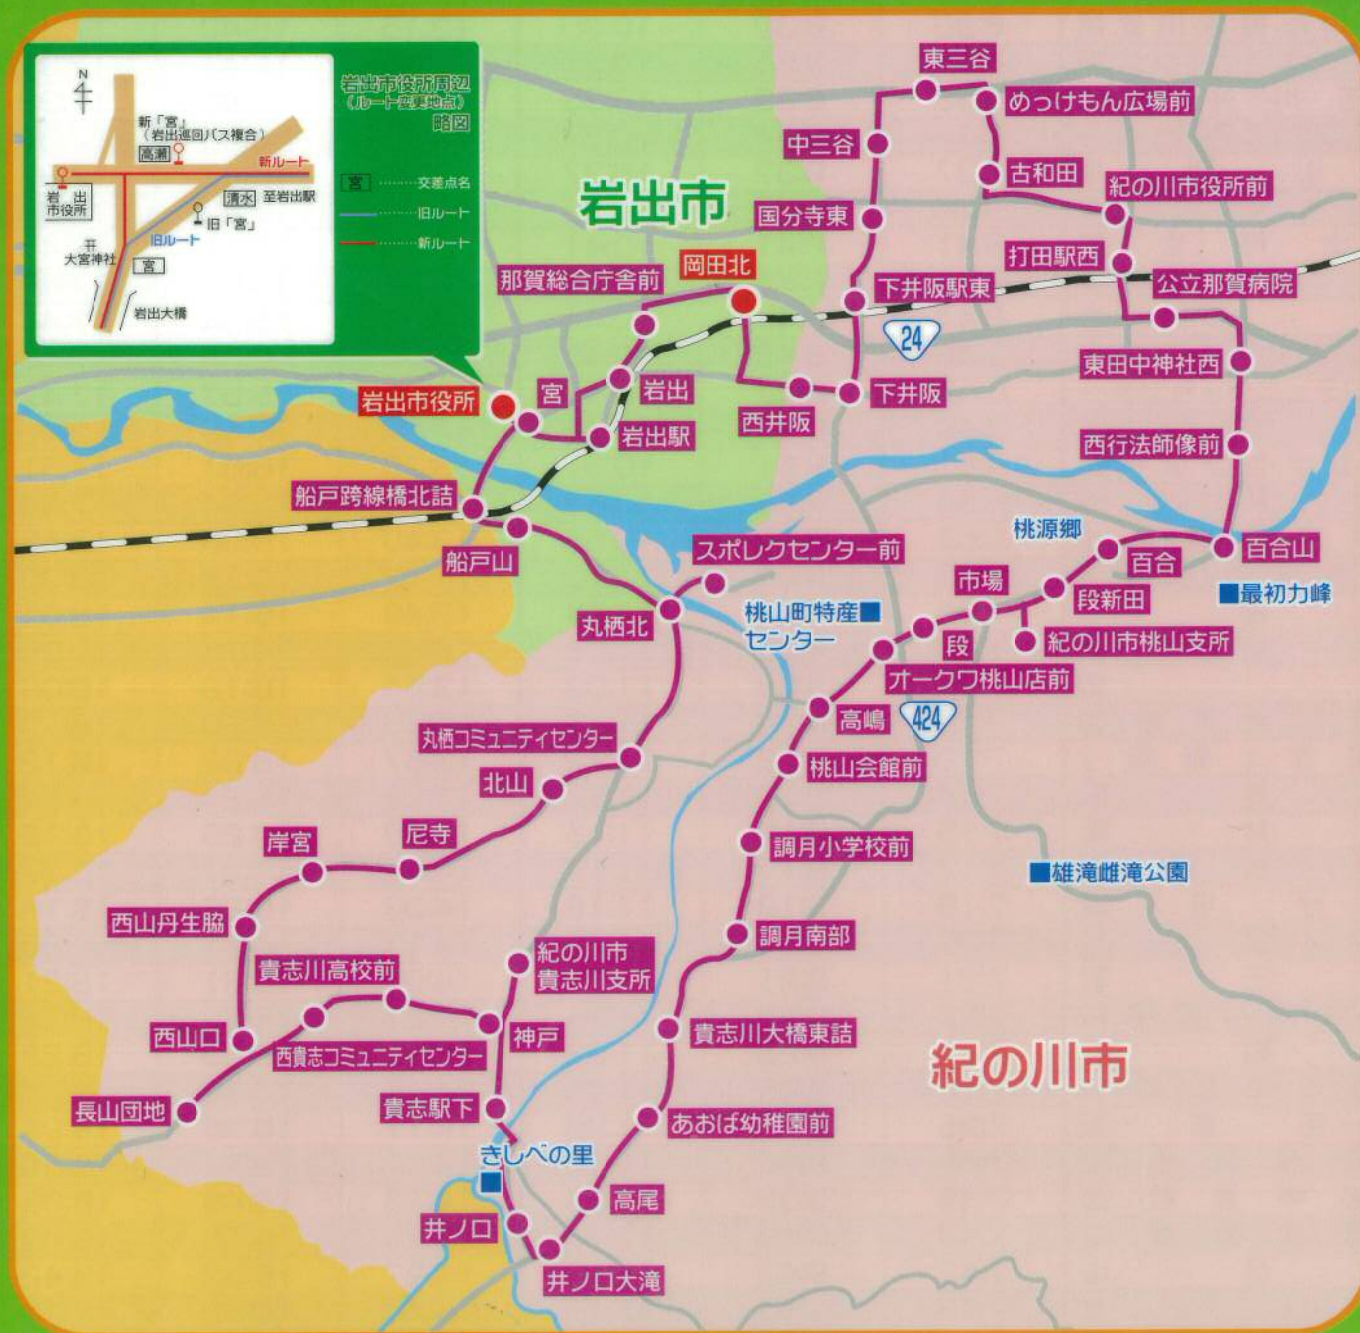 N
岩出市役所周辺
(ルート変更地点)
略図
新「宮」
(岩出巡回バス複合)
高瀬
新ルート
岩出
市役所
清水
至岩出駅
旧「宮」
旧ルート
大宮神社
宮
岩出大橋
宮 ………交差点名
………旧ルート
………新ルート
東三谷
めっけもん広場前
中三谷
古和田
紀の川市役所前
岩出市
国分寺東
打田駅西
岡田北
那賀総合庁舎前
下井阪駅東
公立那賀病院
24
東田中神社西
岩出市役所
宮
岩出
西井阪
下井阪
岩出駅
西行法師像前
船戸跨線橋北詰
桃源郷
百合山
船戸山
スポレクセンター前
百合
市場
段新田
最初力峰
桃山町特産
センター
丸栖北
段
紀の川市桃山支所
オークワ桃山店前
高嶋
424
丸栖コミュニティセンター
桃山会館前
北山
岸宮
尼寺
調月小学校前
雄滝雌滝公園
西山丹生脇
調月南部
紀の川市
貴志川支所
貴志川高校前
西山口
西貴志コミュニティセンター
神戸
貴志川大橋東詰
紀の川市
長山団地
貴志駅下
あおば幼稚園前
きしべの里
高尾
井ノ口
井ノ口大滝